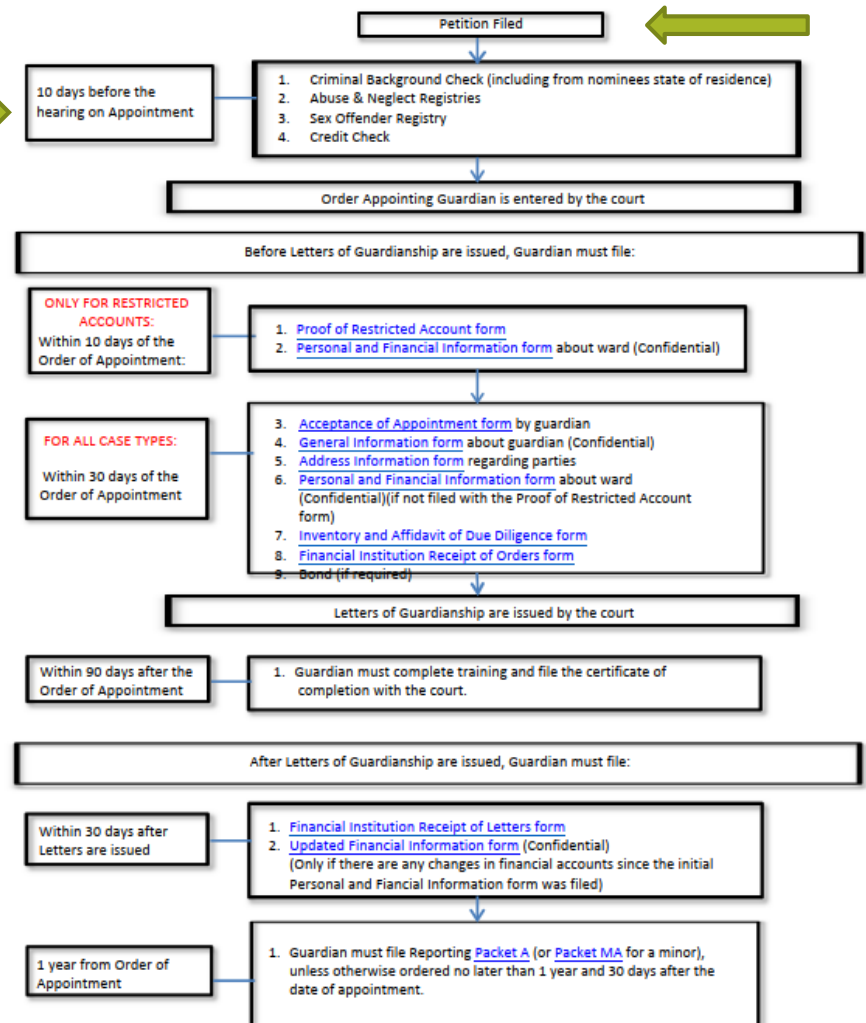 Petition Filed
10 days before the
hearing on Appointment
1. Criminal Background Check (including from nominees state of residence)
2. Abuse & Neglect Registries
3. Sex Offender Registry
4. Credit Check
Order Appointing Guardian is entered by the court
Before Letters of Guardianship are issued, Guardian must file:
ONLY FOR RESTRICTED
ACCOUNTS:
Within 10 days of the
Order of Appointment:
1. Proof of Restricted Account form
2. Personal and Financial Information form about ward (Confidential)
FOR ALL CASE TYPES:
Within 30 days of the
Order of Appointment
3. Acceptance of Appointment form by guardian
4. General Information form about guardian (Confidential)
5. Address Information form regarding parties
6. Personal and Financial Information form about ward
(Confidential)(if not filed with the Proof of Restricted Account
form)
7. Inventory and Affidavit of Due Diligence form
8. Financial Institution Receipt of Orders form
9. Bond (if required)
Letters of Guardianship are issued by the court
Within 90 days after the
Order of Appointment
1. Guardian must complete training and file the certificate of
completion with the court.
After Letters of Guardianship are issued, Guardian must file:
Within 30 days after
Letters are issued
1. Financial Institution Receipt of Letters form
2. Updated Financial Information form (Confidential)
(Only if there are any changes in financial accounts since the initial
Personal and Fiancial Information form was filed)
1 year from Order of
Appointment
1. Guardian must file Reporting Packet A (or Packet MA for a minor),
unless otherwise ordered no later than 1 year and 30 days after the
date of appointment.